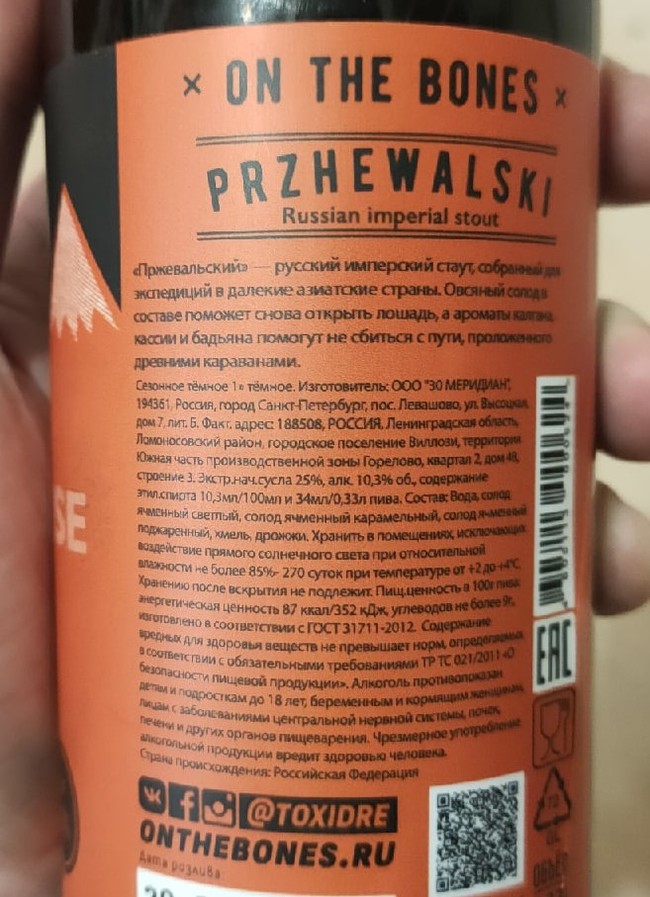 × ON THE BONES ×
PRZHEWALSKI
Russian imperial stout
«Пржевальский» — русский имперский стаут, собранный для
экспедиций в далекие азиатские страны. Овсяный солод в
составе поможет снова открыть лошадь, а ароматы калгана,
кассии и бадьяна помогут не сбиться с пути, проложенного
древними караванами.
Сезонное тёмное 1» тёмное. Изготовитель: ООО "30 МЕРИДИАН",
194361, Россия, город Санкт-Петербург, пос. Левашово, ул. Высоцкая,
дом 7, лит. Б. Факт. адрес: 188508, РОССИЯ, Ленинградская область,
Ломоносовский район, городское поселение Виллози, территория
Южная часть производственной зоны Горелово, квартал 2, дом 4В,
строение 3. Экстр.нач.сусла 25%, алк. 10,3% об., содержание
этил.спирта 10,3мл/100мл и 34мл/0,33л пива. Состав: Вода, солод
ячменный светлый, солод ячменный карамельный, солод ячменный
поджаренный, хмель, дрожжи. Хранить в помещениях, исключающих
воздействие прямого солнечного света при относительной
влажности не более 85%- 270 суток при температуре от +2 до +4°С.
Хранению после вскрытия не подлежит. Пищ.ценность в 100г пива:
энергетическая ценность 87 ккал/352 кДж, углеводов не более 9г,
изготовлено в соответствии с ГОСТ 31711-2012. Содержание
вредных для здоровья веществ не превышает норм, определяемых
в соответствии с обязательными требованиями ТР ТС 021/2011 «О
безопасности пищевой продукции». Алкоголь противопоказан
детям и подросткам до 18 лет, беременным и кормящим женщинам,
лицам с заболеваниями центральной нервной системы, почек,
печени и других органов пищеварения. Чрезмерное употребление
алкогольной продукции вредит здоровью человека.
Страна происхождения: Российская Федерация
@TOXIDRE
ONTHEBONES.RU
Дата розлива
SE
EAC
72
Объём